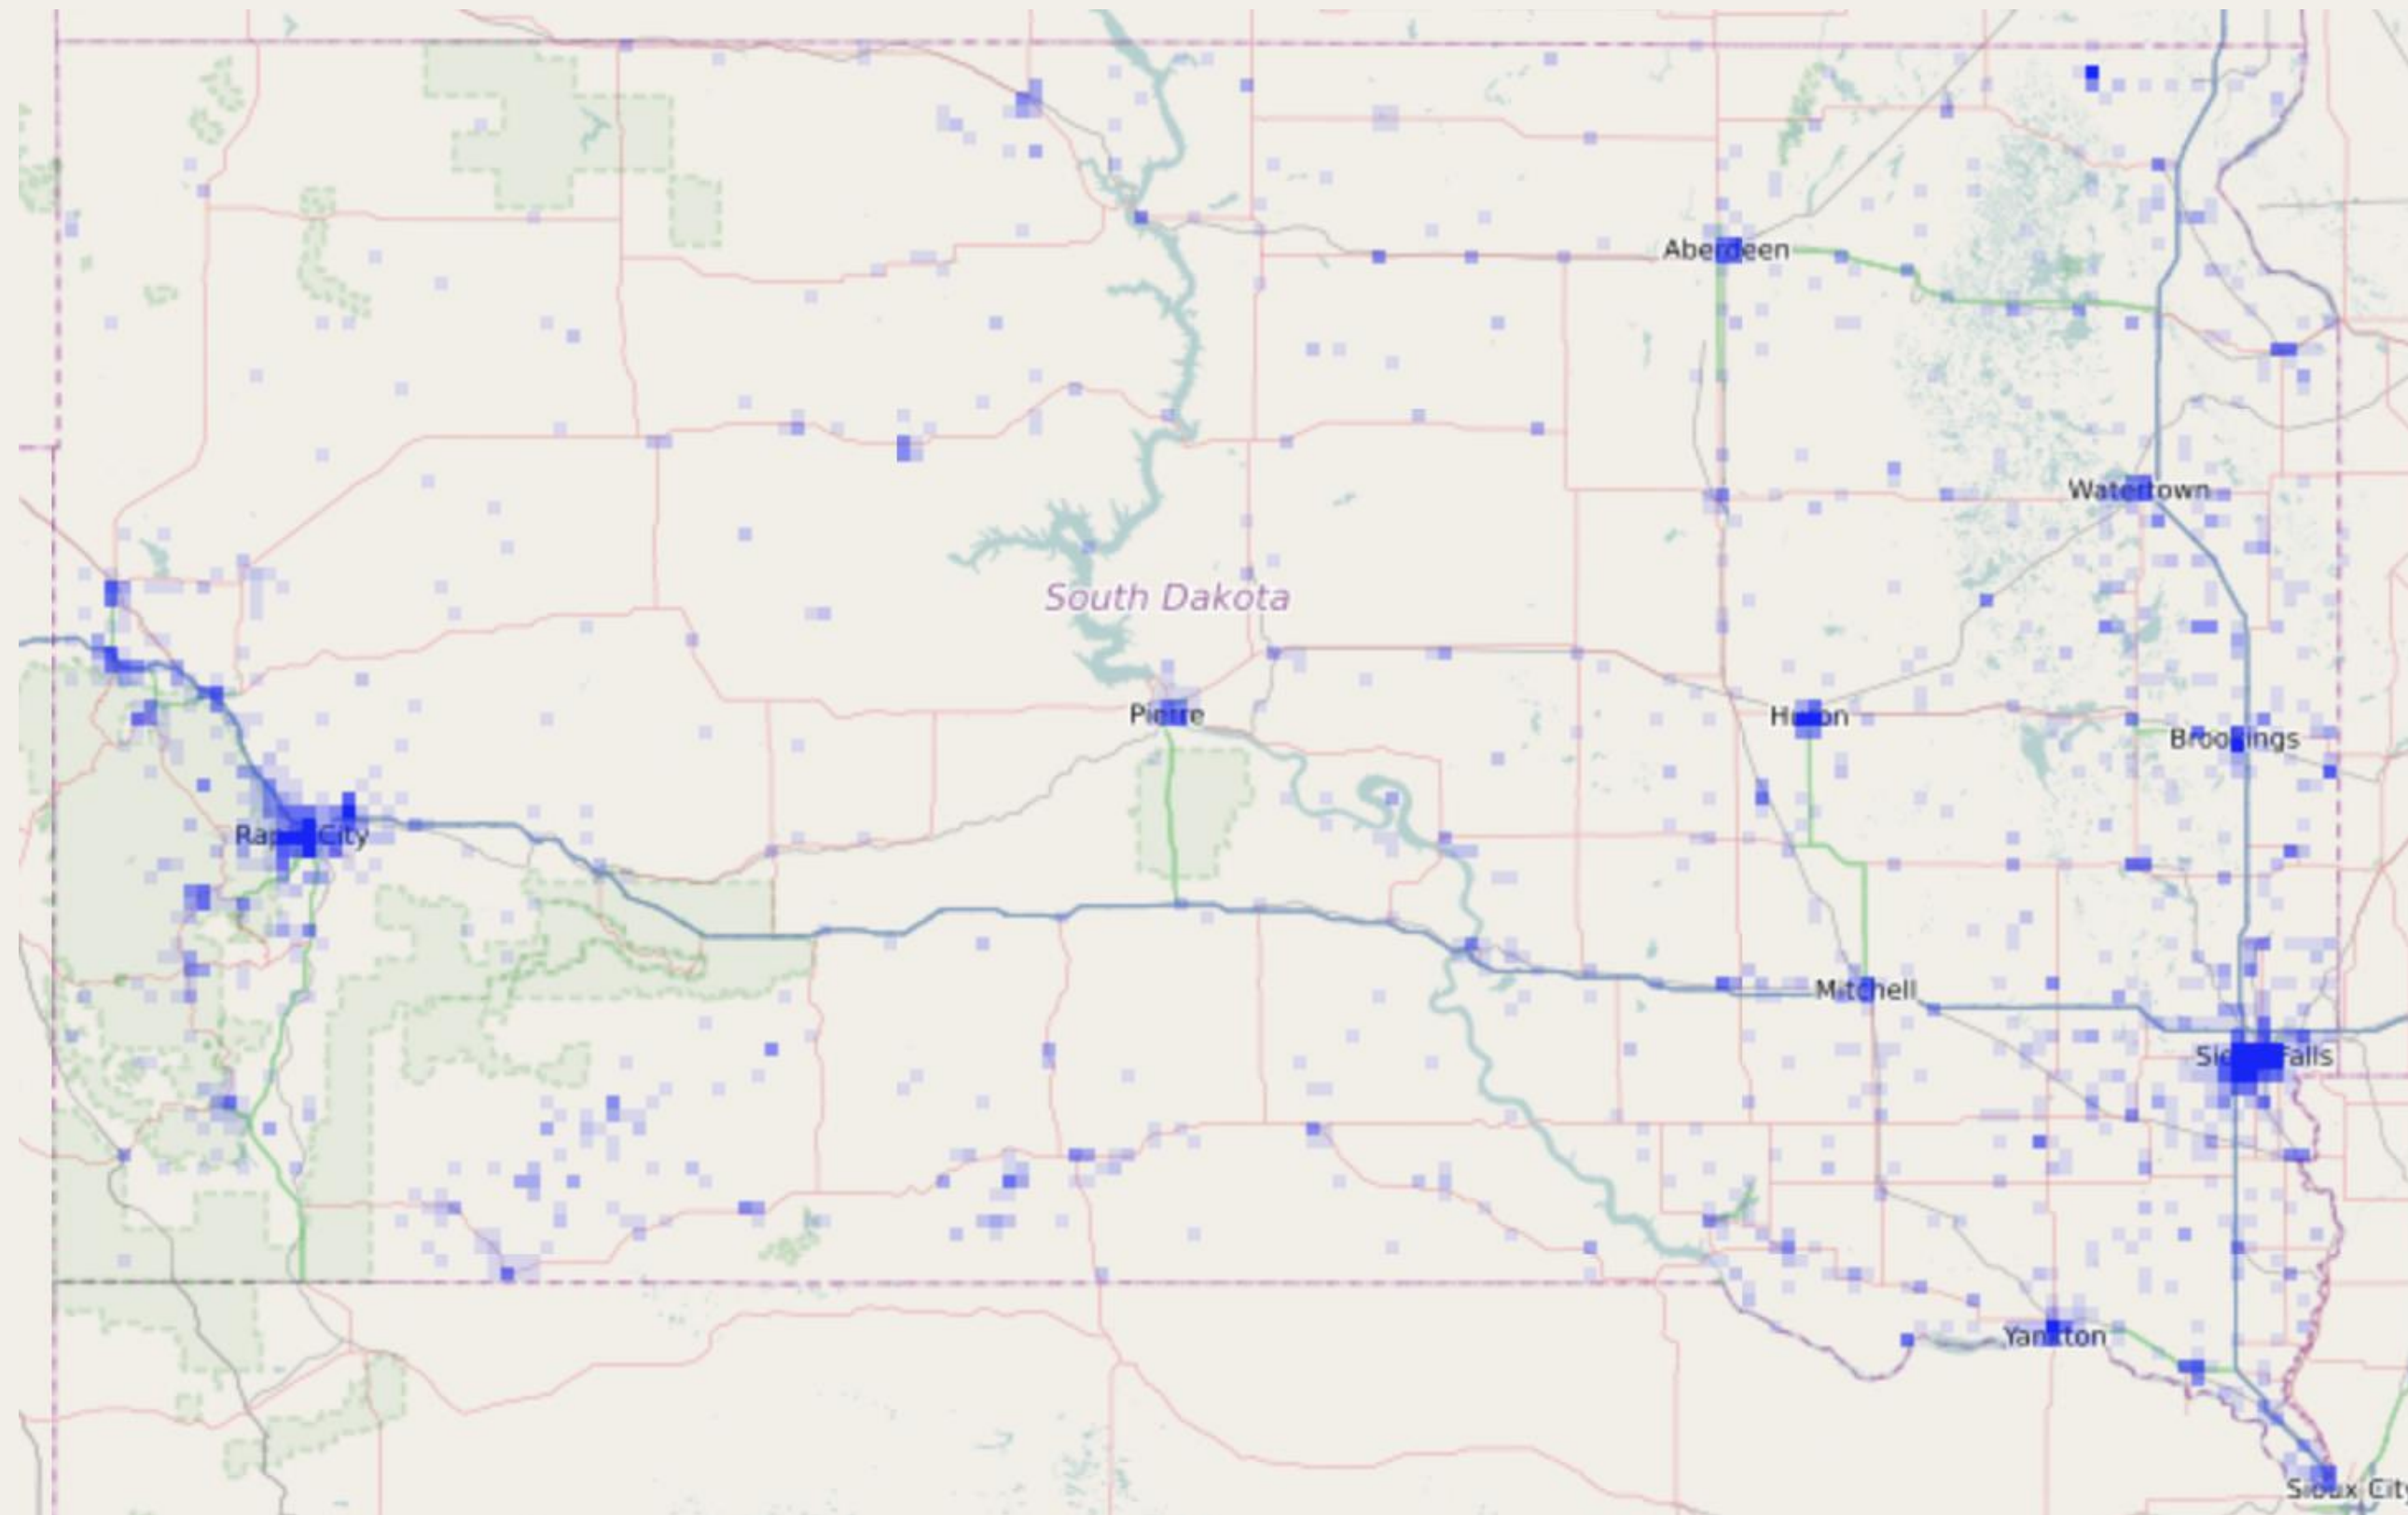 Aberdeen
Watertown
South Dakota
Pierre
Huron
Brookings
Rapid City
Mitchell
Sioux Falls
Yankton
Sioux City